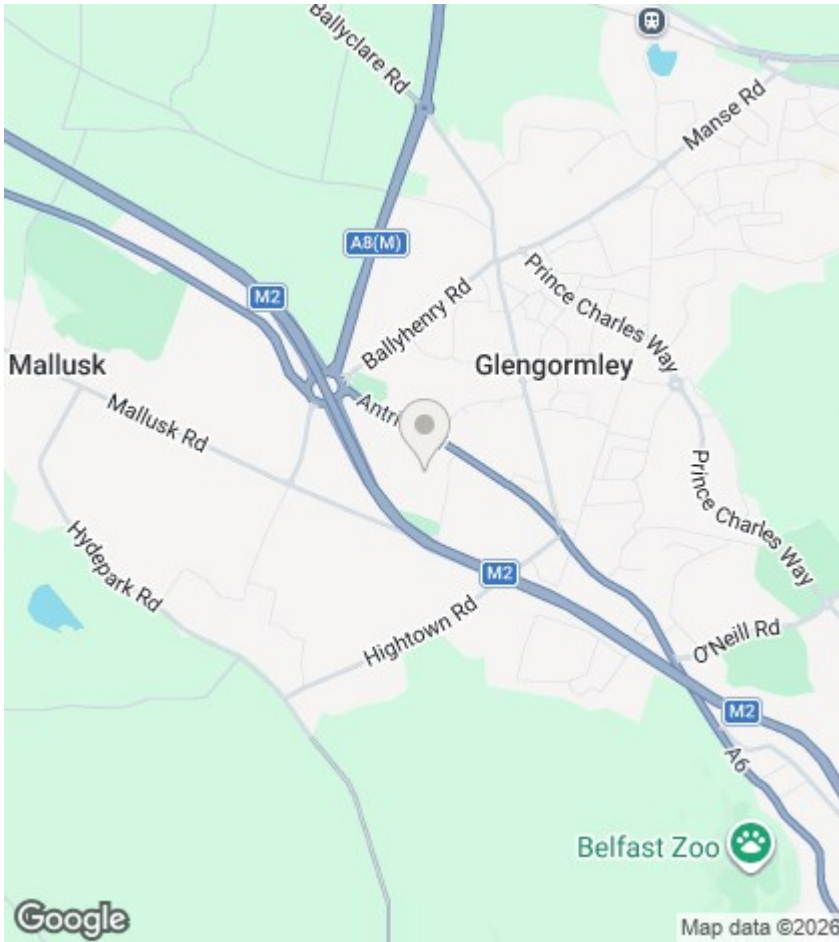 Ballyclare Rd
Manse Rd
A8(M)
M2
Ballyhenry Rd
Prince Charles Way
Mallusk
Glengormley
Antri
Mallusk Rd
Prince Charles Way
Hydepark Rd
M2
Hightown Rd
O'Neill Rd
M2
A6
Belfast Zoo
Google
Map data ©2026